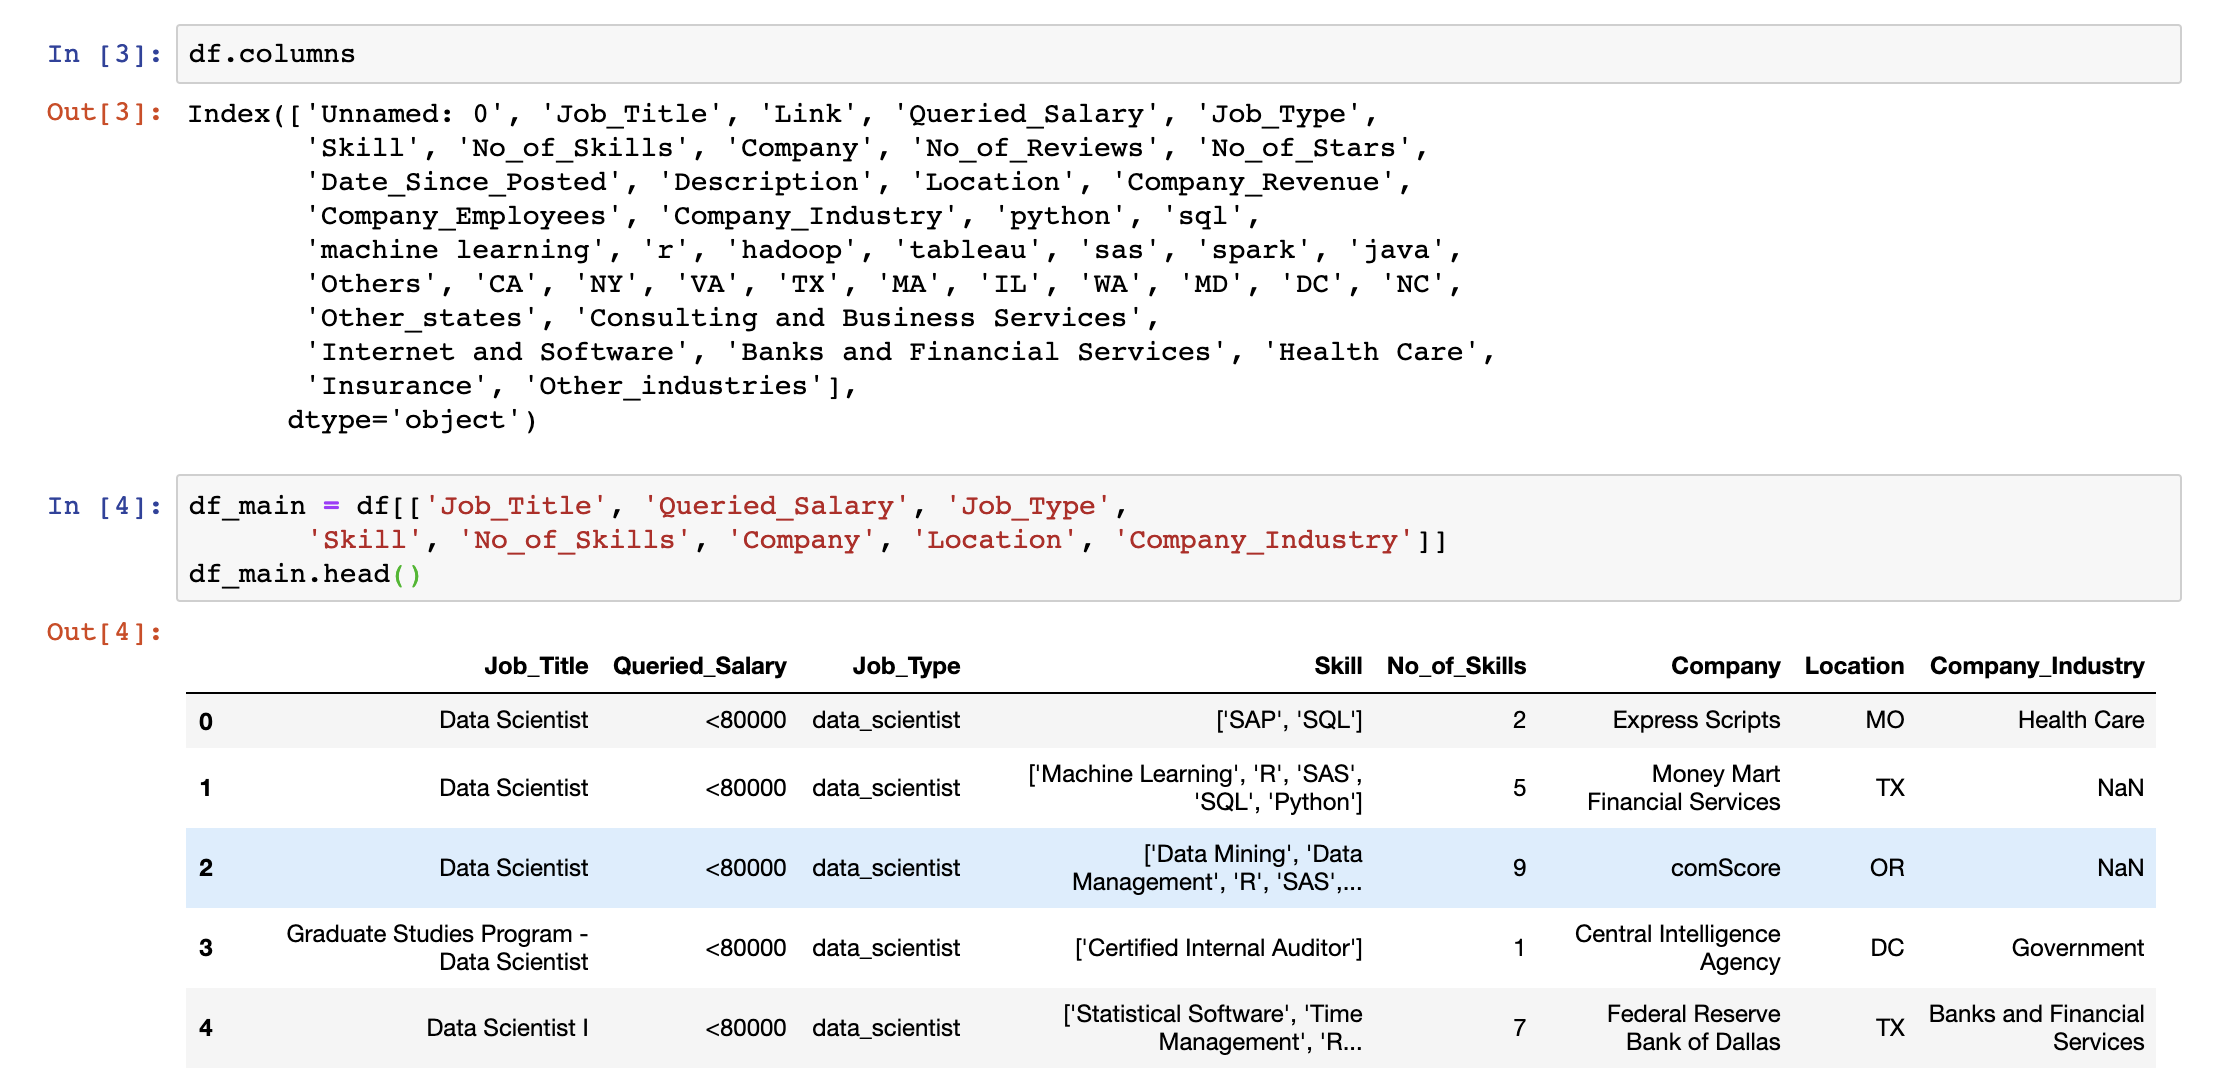 In [3]: df.columns
Out[3]: Index(['Unnamed: 0', 'Job_Title', 'Link', 'Queried_Salary', 'Job_Type',
'Skill', 'No_of_Skills', 'Company', 'No_of_Reviews', 'No_of_Stars',
'Date_Since_Posted', 'Description', 'Location', 'Company_Revenue',
'Company_Employees', 'Company_Industry', 'python', 'sql',
'machine learning', 'r', 'hadoop', 'tableau', 'sas', 'spark', 'java',
'Others', 'CA', 'NY', 'VA', 'TX', 'MA', 'IL', 'WA', 'MD', 'DC', 'NC',
'Other_states', 'Consulting and Business Services',
'Internet and Software', 'Banks and Financial Services', 'Health Care',
'Insurance', 'Other_industries'],
dtype='object')
In [4]: df_main = df[['Job_Title', 'Queried_Salary', 'Job_Type',
'Skill', 'No_of_Skills', 'Company', 'Location', 'Company_Industry']]
df_main.head()
Out[4]:
Job_Title Queried_Salary Job_Type Skill No_of_Skills Company Location Company_Industry
0 Data Scientist <80000 data_scientist ['SAP', 'SQL'] 2 Express Scripts MO Health Care
1 Data Scientist <80000 data_scientist ['Machine Learning', 'R', 'SAS', 5 Money Mart TX NaN
'SQL', 'Python'] Financial Services
2 Data Scientist <80000 data_scientist ['Data Mining', 'Data 9 comScore OR NaN
Management', 'R', 'SAS',...
3 Graduate Studies Program - <80000 data_scientist ['Certified Internal Auditor'] 1 Central Intelligence DC Government
Data Scientist Agency
4 Data Scientist I <80000 data_scientist ['Statistical Software', 'Time 7 Federal Reserve TX Banks and Financial
Management', 'R... Bank of Dallas Services